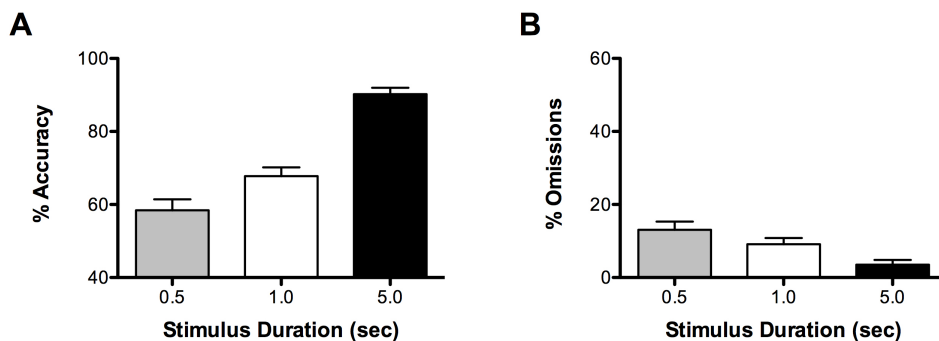 A
B
% Accuracy
100
80
60
40
0.5 1.0 5.0
Stimulus Duration (sec)
% Omissions
60
40
20
0
0.5 1.0 5.0
Stimulus Duration (sec)